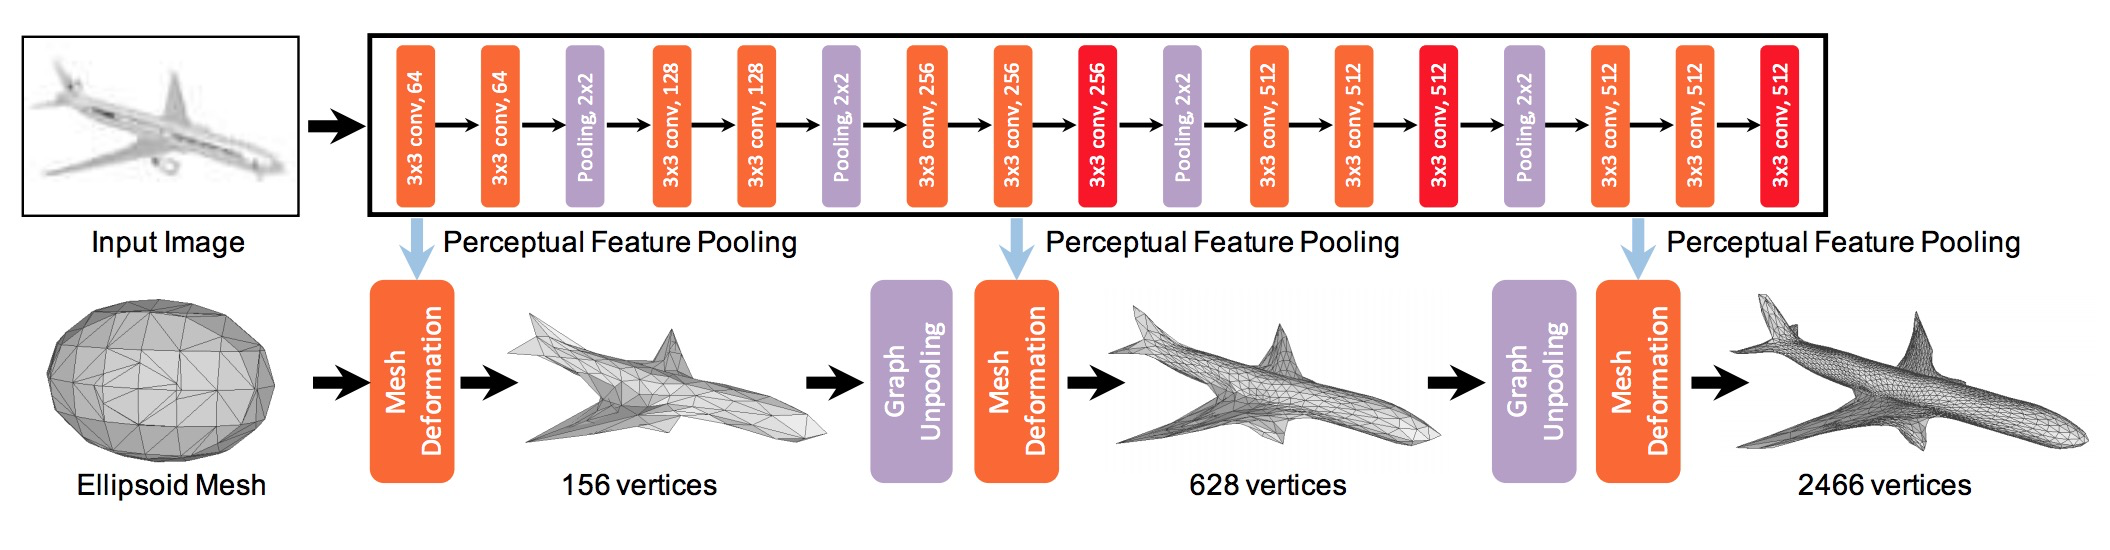 3x3 conv, 64
3x3 conv, 64
Pooling, 2x2
3x3 conv, 128
3x3 conv, 128
Pooling, 2x2
3x3 conv, 256
3x3 conv, 256
3x3 conv, 256
Pooling, 2x2
3x3 conv, 512
3x3 conv, 512
3x3 conv, 512
Pooling, 2x2
3x3 conv, 512
3x3 conv, 512
3x3 conv, 512
Input Image
Perceptual Feature Pooling
Perceptual Feature Pooling
Perceptual Feature Pooling
Mesh
Deformation
Graph
Unpooling
Mesh
Deformation
Graph
Unpooling
Mesh
Deformation
Ellipsoid Mesh
156 vertices
628 vertices
2466 vertices